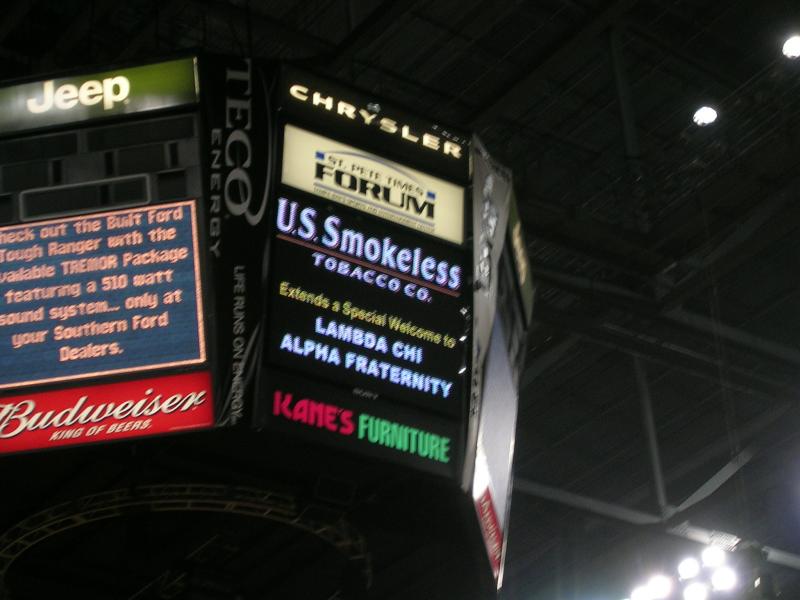 Jeep
heck out the Built Ford
Tough Ranger with the
vailable TREMOR Package
featuring a 510 watt
sound system... only at
your Southern Ford
Dealers.
Budweiser
KING OF BEERS.
TECO
ENERGY
LIFE RUNS ON ENERGY.
CHRYSLER
ST. PETE TIMES
FORUM
U.S. Smokeless
TOBACCO CO.
Extends a Special Welcome to
LAMBDA CHI
ALPHA FRATERNITY
SONY
KANE'S FURNITURE